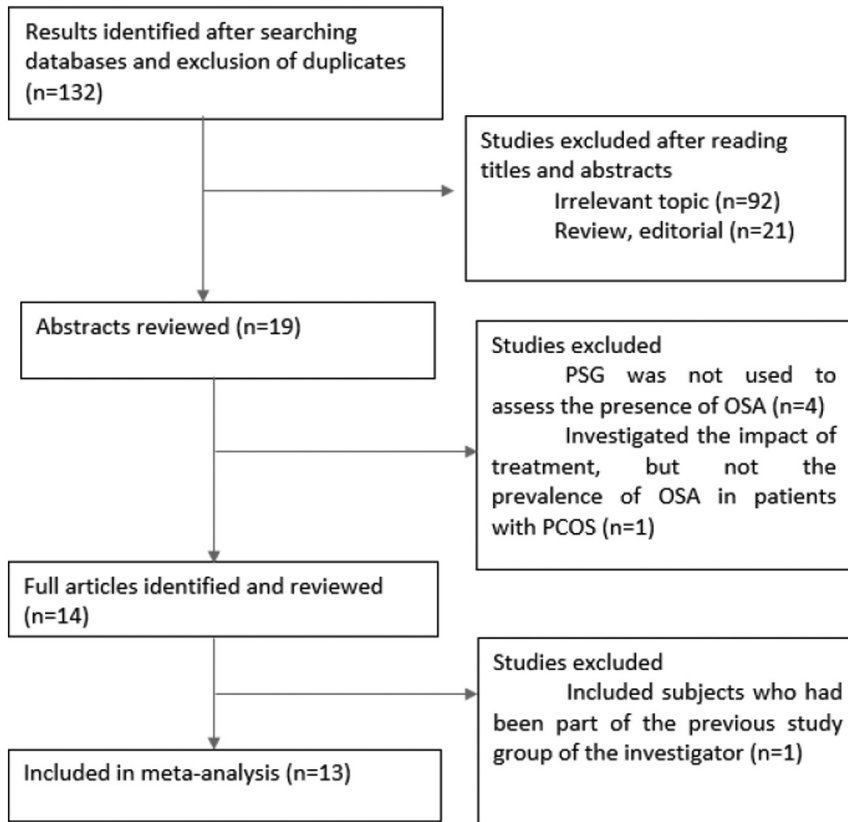 Results identified after searching
databases and exclusion of duplicates
(n=132)
Studies excluded after reading
titles and abstracts
Irrelevant topic (n=92)
Review, editorial (n=21)
Abstracts reviewed (n=19)
Studies excluded
PSG was not used to
assess the presence of OSA (n=4)
Investigated the impact of
treatment, but not the
prevalence of OSA in patients
with PCOS (n=1)
Full articles identified and reviewed
(n=14)
Studies excluded
Included subjects who had
been part of the previous study
group of the investigator (n=1)
Included in meta-analysis (n=13)